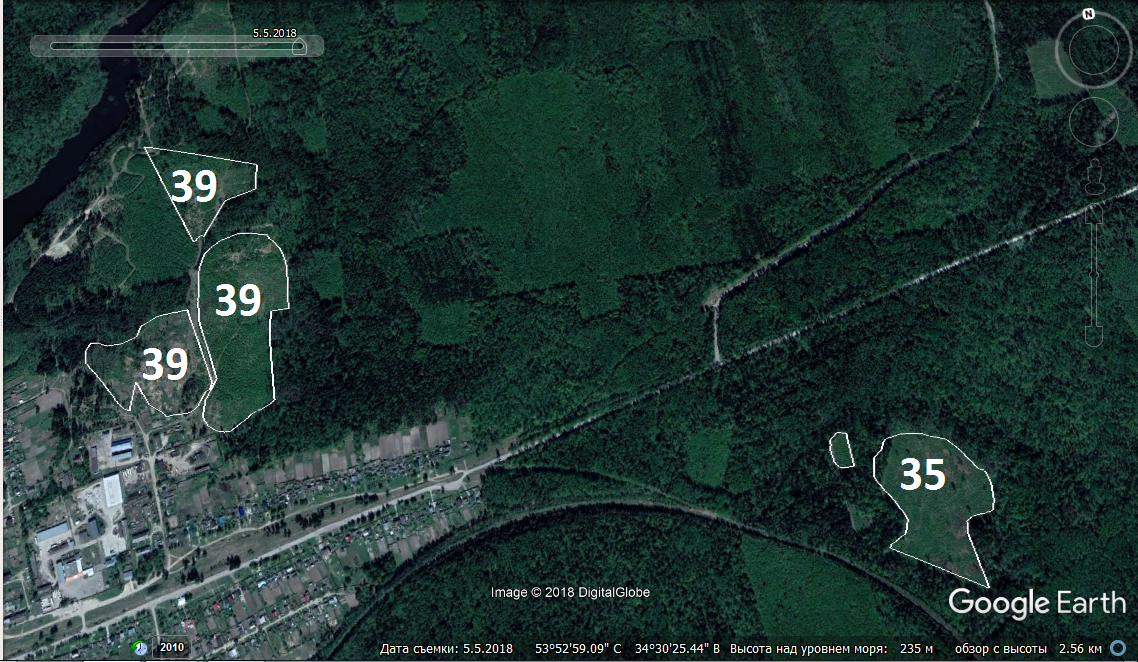 5.5.2018
N
39
39
39
35
Image © 2018 DigitalGlobe
Google Earth
2010
Дата съемки: 5.5.2018 53°52'59.09" С 34°30'25.44" В Высота над уровнем моря: 235 м обзор с высоты 2.56 км